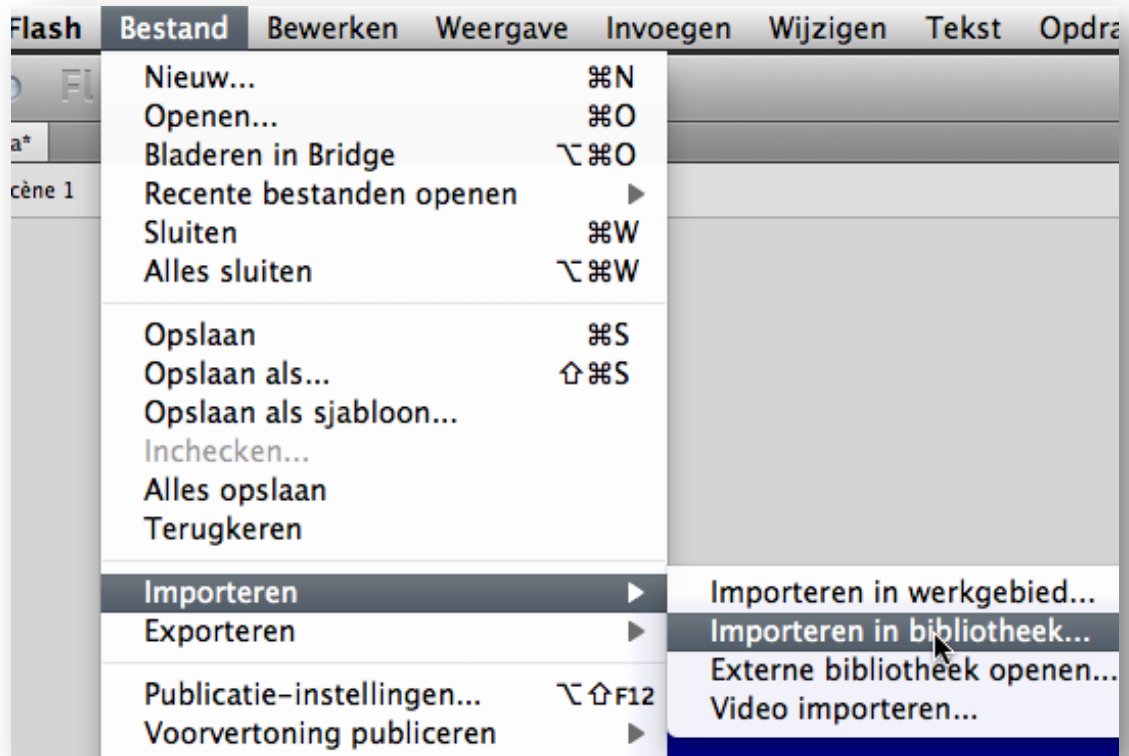 Flash Bestand Bewerken Weergave Invoegen Wijzigen Tekst Opdra
Fl
a*
cène 1
Nieuw... ⌘N
Openen... ⌘O
Bladeren in Bridge ⌥⌘O
Recente bestanden openen ▶
Sluiten ⌘W
Alles sluiten ⌥⌘W
Opslaan ⌘S
Opslaan als... ⇧⌘S
Opslaan als sjabloon...
Inchecken...
Alles opslaan
Terugkeren
Importeren ▶
Exporteren ▶
Publicatie-instellingen... ⌥⇧F12
Voorvertoning publiceren ▶
Importeren in werkgebied...
Importeren in bibliotheek...
Externe bibliotheek openen...
Video importeren...